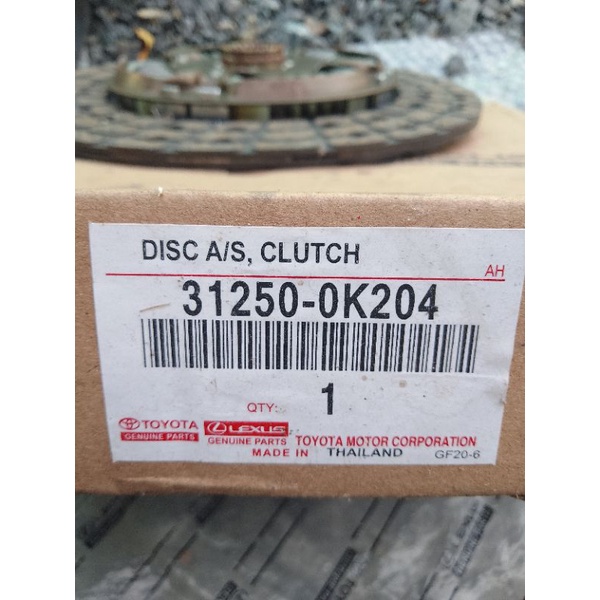 DISC A/S, CLUTCH
AH
31250-0K204
QTY: 1
TOYOTA
GENUINE PARTS
LEXUS
GENUINE PARTS
TOYOTA MOTOR CORPORATION
MADE IN THAILAND
GF20-6